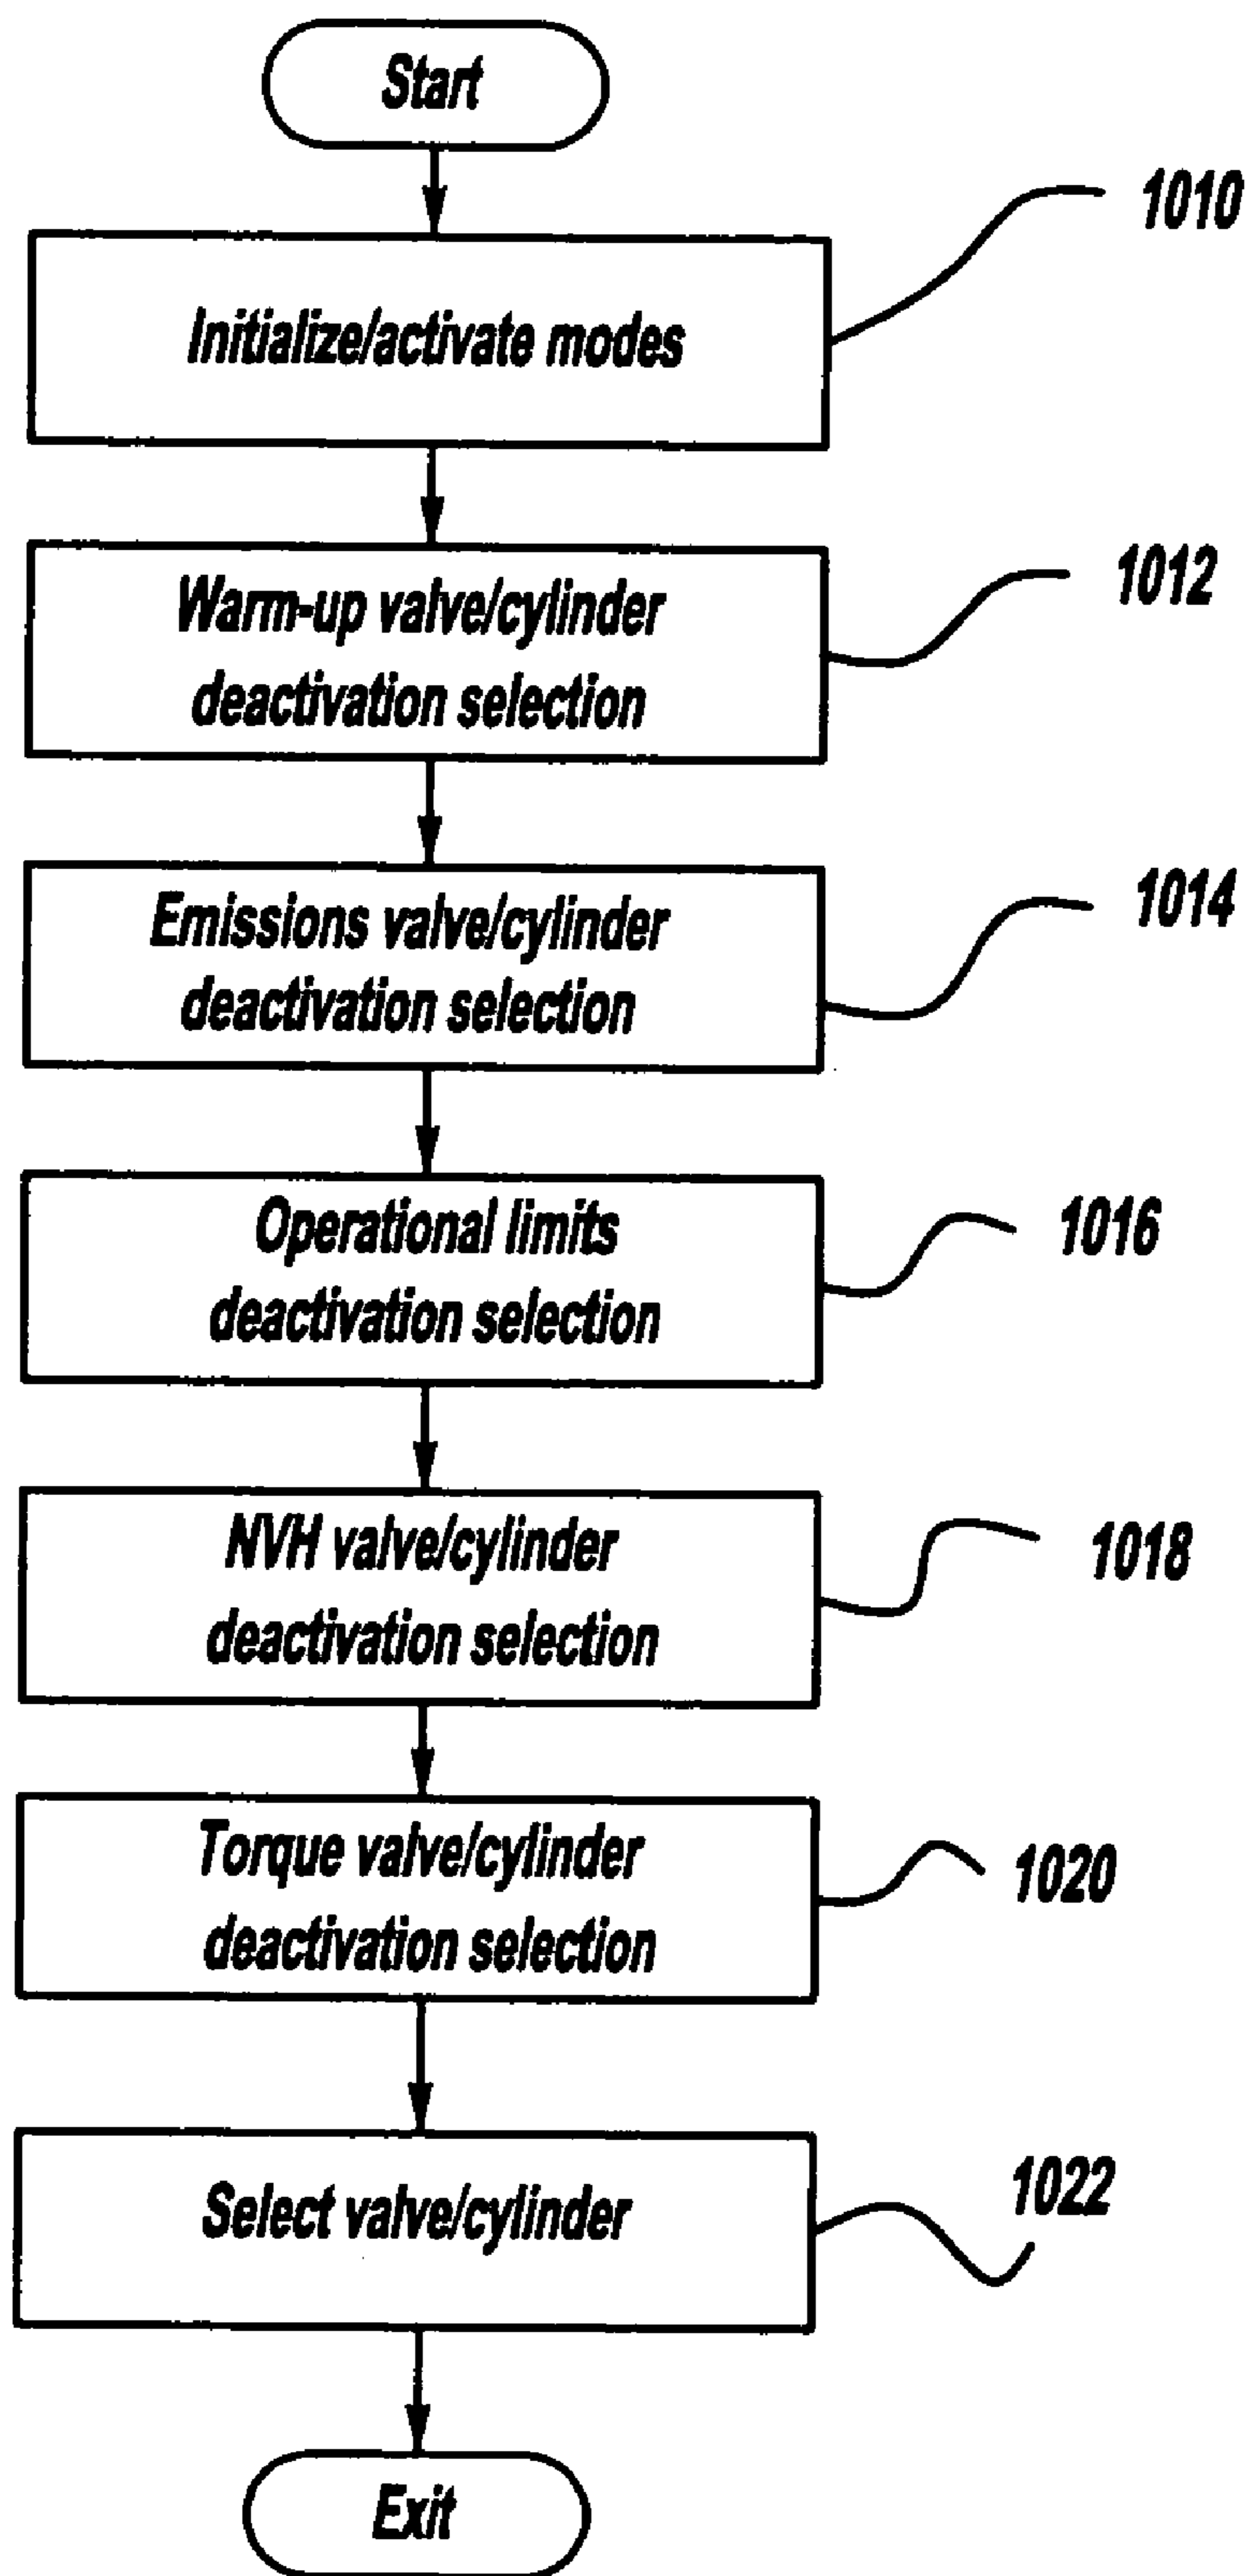 Start
1010
Initialize/activate modes
1012
Warm-up valve/cylinder
deactivation selection
1014
Emissions valve/cylinder
deactivation selection
1016
Operational limits
deactivation selection
1018
NVH valve/cylinder
deactivation selection
1020
Torque valve/cylinder
deactivation selection
1022
Select valve/cylinder
Exit